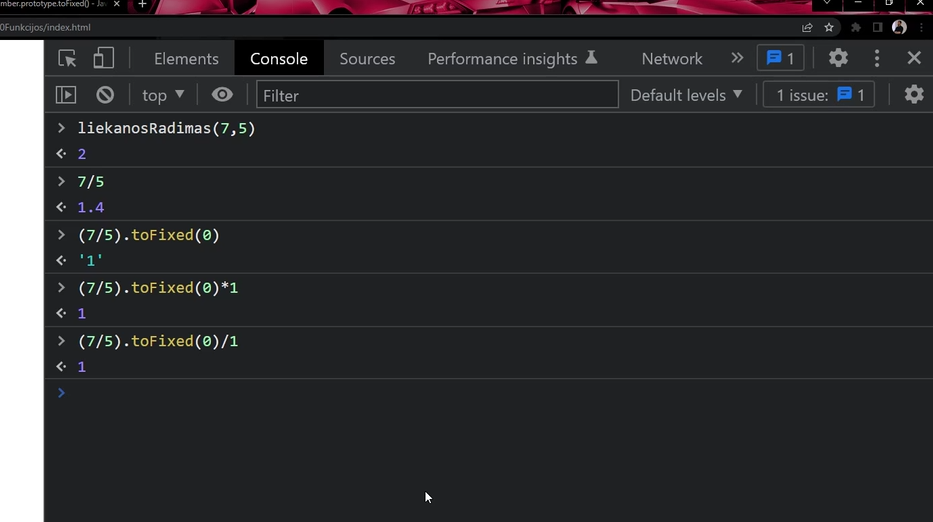 mber.prototype.toFixed() - Jav
0Funkcijos/index.html
Elements Console Sources Performance insights Network 1
top Filter Default levels 1 issue: 1
liekanosRadimas(7,5)
2
7/5
1.4
(7/5).toFixed(0)
'1'
(7/5).toFixed(0)*1
1
(7/5).toFixed(0)/1
1